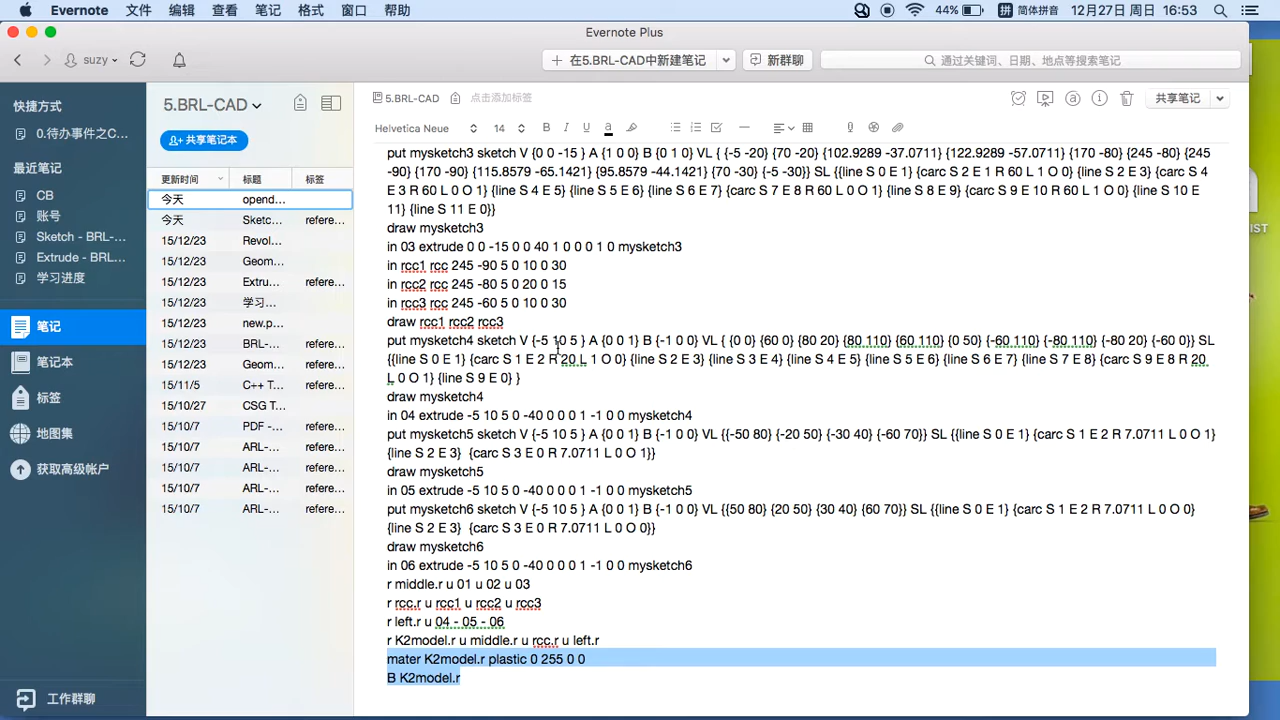 Evernote 文件 编辑 查看 笔记 格式 窗口 帮助 44% 拼 简体拼音 12月27日 周日 16:53
Evernote Plus
suzy
在5.BRL-CAD中新建笔记
新群聊
通过关键词、日期、地点等搜索笔记
快捷方式
0.待办事件之C...
最近笔记
CB
账号
Sketch - BRL-...
Extrude - BRL...
学习进度
笔记
笔记本
标签
地图集
获取高级帐户
工作群聊
5.BRL-CAD
共享笔记本
更新时间 标题 标签
今天 opend...
今天 Sketc... refere...
15/12/23 Revol...
15/12/23 Geom...
15/12/23 Extru... refere...
15/12/23 学习...
15/12/23 new.p...
15/12/23 BRL-... refere...
15/12/23 Geom... refere...
15/11/5 C++ T... refere...
15/10/27 CSG T...
15/10/7 PDF -... refere...
15/10/7 ARL-... refere...
15/10/7 ARL-... refere...
15/10/7 ARL-... refere...
15/10/7 ARL-... refere...
5.BRL-CAD 点击添加标签
共享笔记
Helvetica Neue 14 B I U a
put mysketch3 sketch V {0 0 -15 } A {1 0 0} B {0 1 0} VL { {-5 -20} {70 -20} {102.9289 -37.0711} {122.9289 -57.0711} {170 -80} {245 -80} {245
-90} {170 -90} {115.8579 -65.1421} {95.8579 -44.1421} {70 -30} {-5 -30}} SL {{line S 0 E 1} {carc S 2 E 1 R 60 L 1 O 0} {line S 2 E 3} {carc S 4
E 3 R 60 L 0 O 1} {line S 4 E 5} {line S 5 E 6} {line S 6 E 7} {carc S 7 E 8 R 60 L 0 O 1} {line S 8 E 9} {carc S 9 E 10 R 60 L 1 O 0} {line S 10 E
11} {line S 11 E 0}}
draw mysketch3
in 03 extrude 0 0 -15 0 0 40 1 0 0 0 1 0 mysketch3
in rcc1 rcc 245 -90 5 0 10 0 30
in rcc2 rcc 245 -80 5 0 20 0 15
in rcc3 rcc 245 -60 5 0 10 0 30
draw rcc1 rcc2 rcc3
put mysketch4 sketch V {-5 10 5 } A {0 0 1} B {-1 0 0} VL { {0 0} {60 0} {80 20} {80 110} {60 110} {0 50} {-60 110} {-80 110} {-80 20} {-60 0}} SL
{{line S 0 E 1} {carc S 1 E 2 R 20 L 1 O 0} {line S 2 E 3} {line S 3 E 4} {line S 4 E 5} {line S 5 E 6} {line S 6 E 7} {line S 7 E 8} {carc S 9 E 8 R 20
L 0 O 1} {line S 9 E 0} }
draw mysketch4
in 04 extrude -5 10 5 0 -40 0 0 0 1 -1 0 0 mysketch4
put mysketch5 sketch V {-5 10 5 } A {0 0 1} B {-1 0 0} VL {{-50 80} {-20 50} {-30 40} {-60 70}} SL {{line S 0 E 1} {carc S 1 E 2 R 7.0711 L 0 O 1}
{line S 2 E 3} {carc S 3 E 0 R 7.0711 L 0 O 1}}
draw mysketch5
in 05 extrude -5 10 5 0 -40 0 0 0 1 -1 0 0 mysketch5
put mysketch6 sketch V {-5 10 5 } A {0 0 1} B {-1 0 0} VL {{50 80} {20 50} {30 40} {60 70}} SL {{line S 0 E 1} {carc S 1 E 2 R 7.0711 L 0 O 0}
{line S 2 E 3} {carc S 3 E 0 R 7.0711 L 0 O 0}}
draw mysketch6
in 06 extrude -5 10 5 0 -40 0 0 0 1 -1 0 0 mysketch6
r middle.r u 01 u 02 u 03
r rcc.r u rcc1 u rcc2 u rcc3
r left.r u 04 - 05 - 06
r K2model.r u middle.r u rcc.r u left.r
mater K2model.r plastic 0 255 0 0
B K2model.r
IST